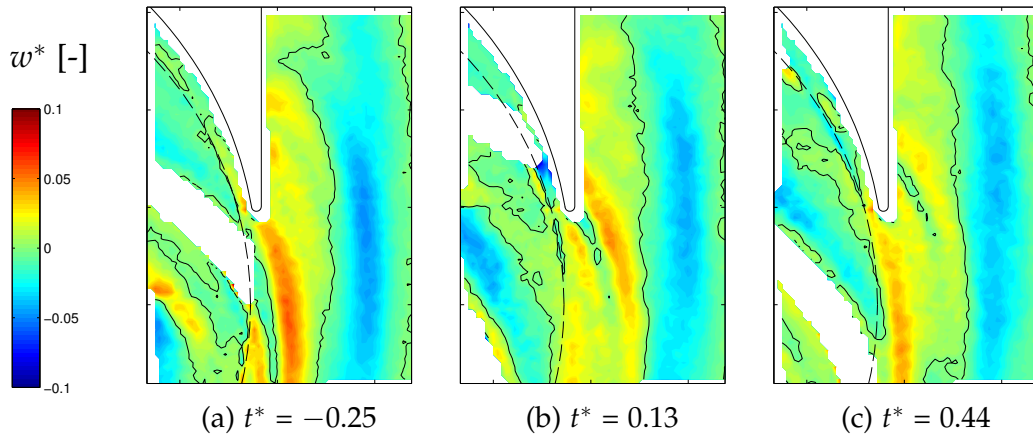 w* [-]
0.1
0.05
0
−0.05
−0.1
(a) t* = −0.25
(b) t* = 0.13
(c) t* = 0.44